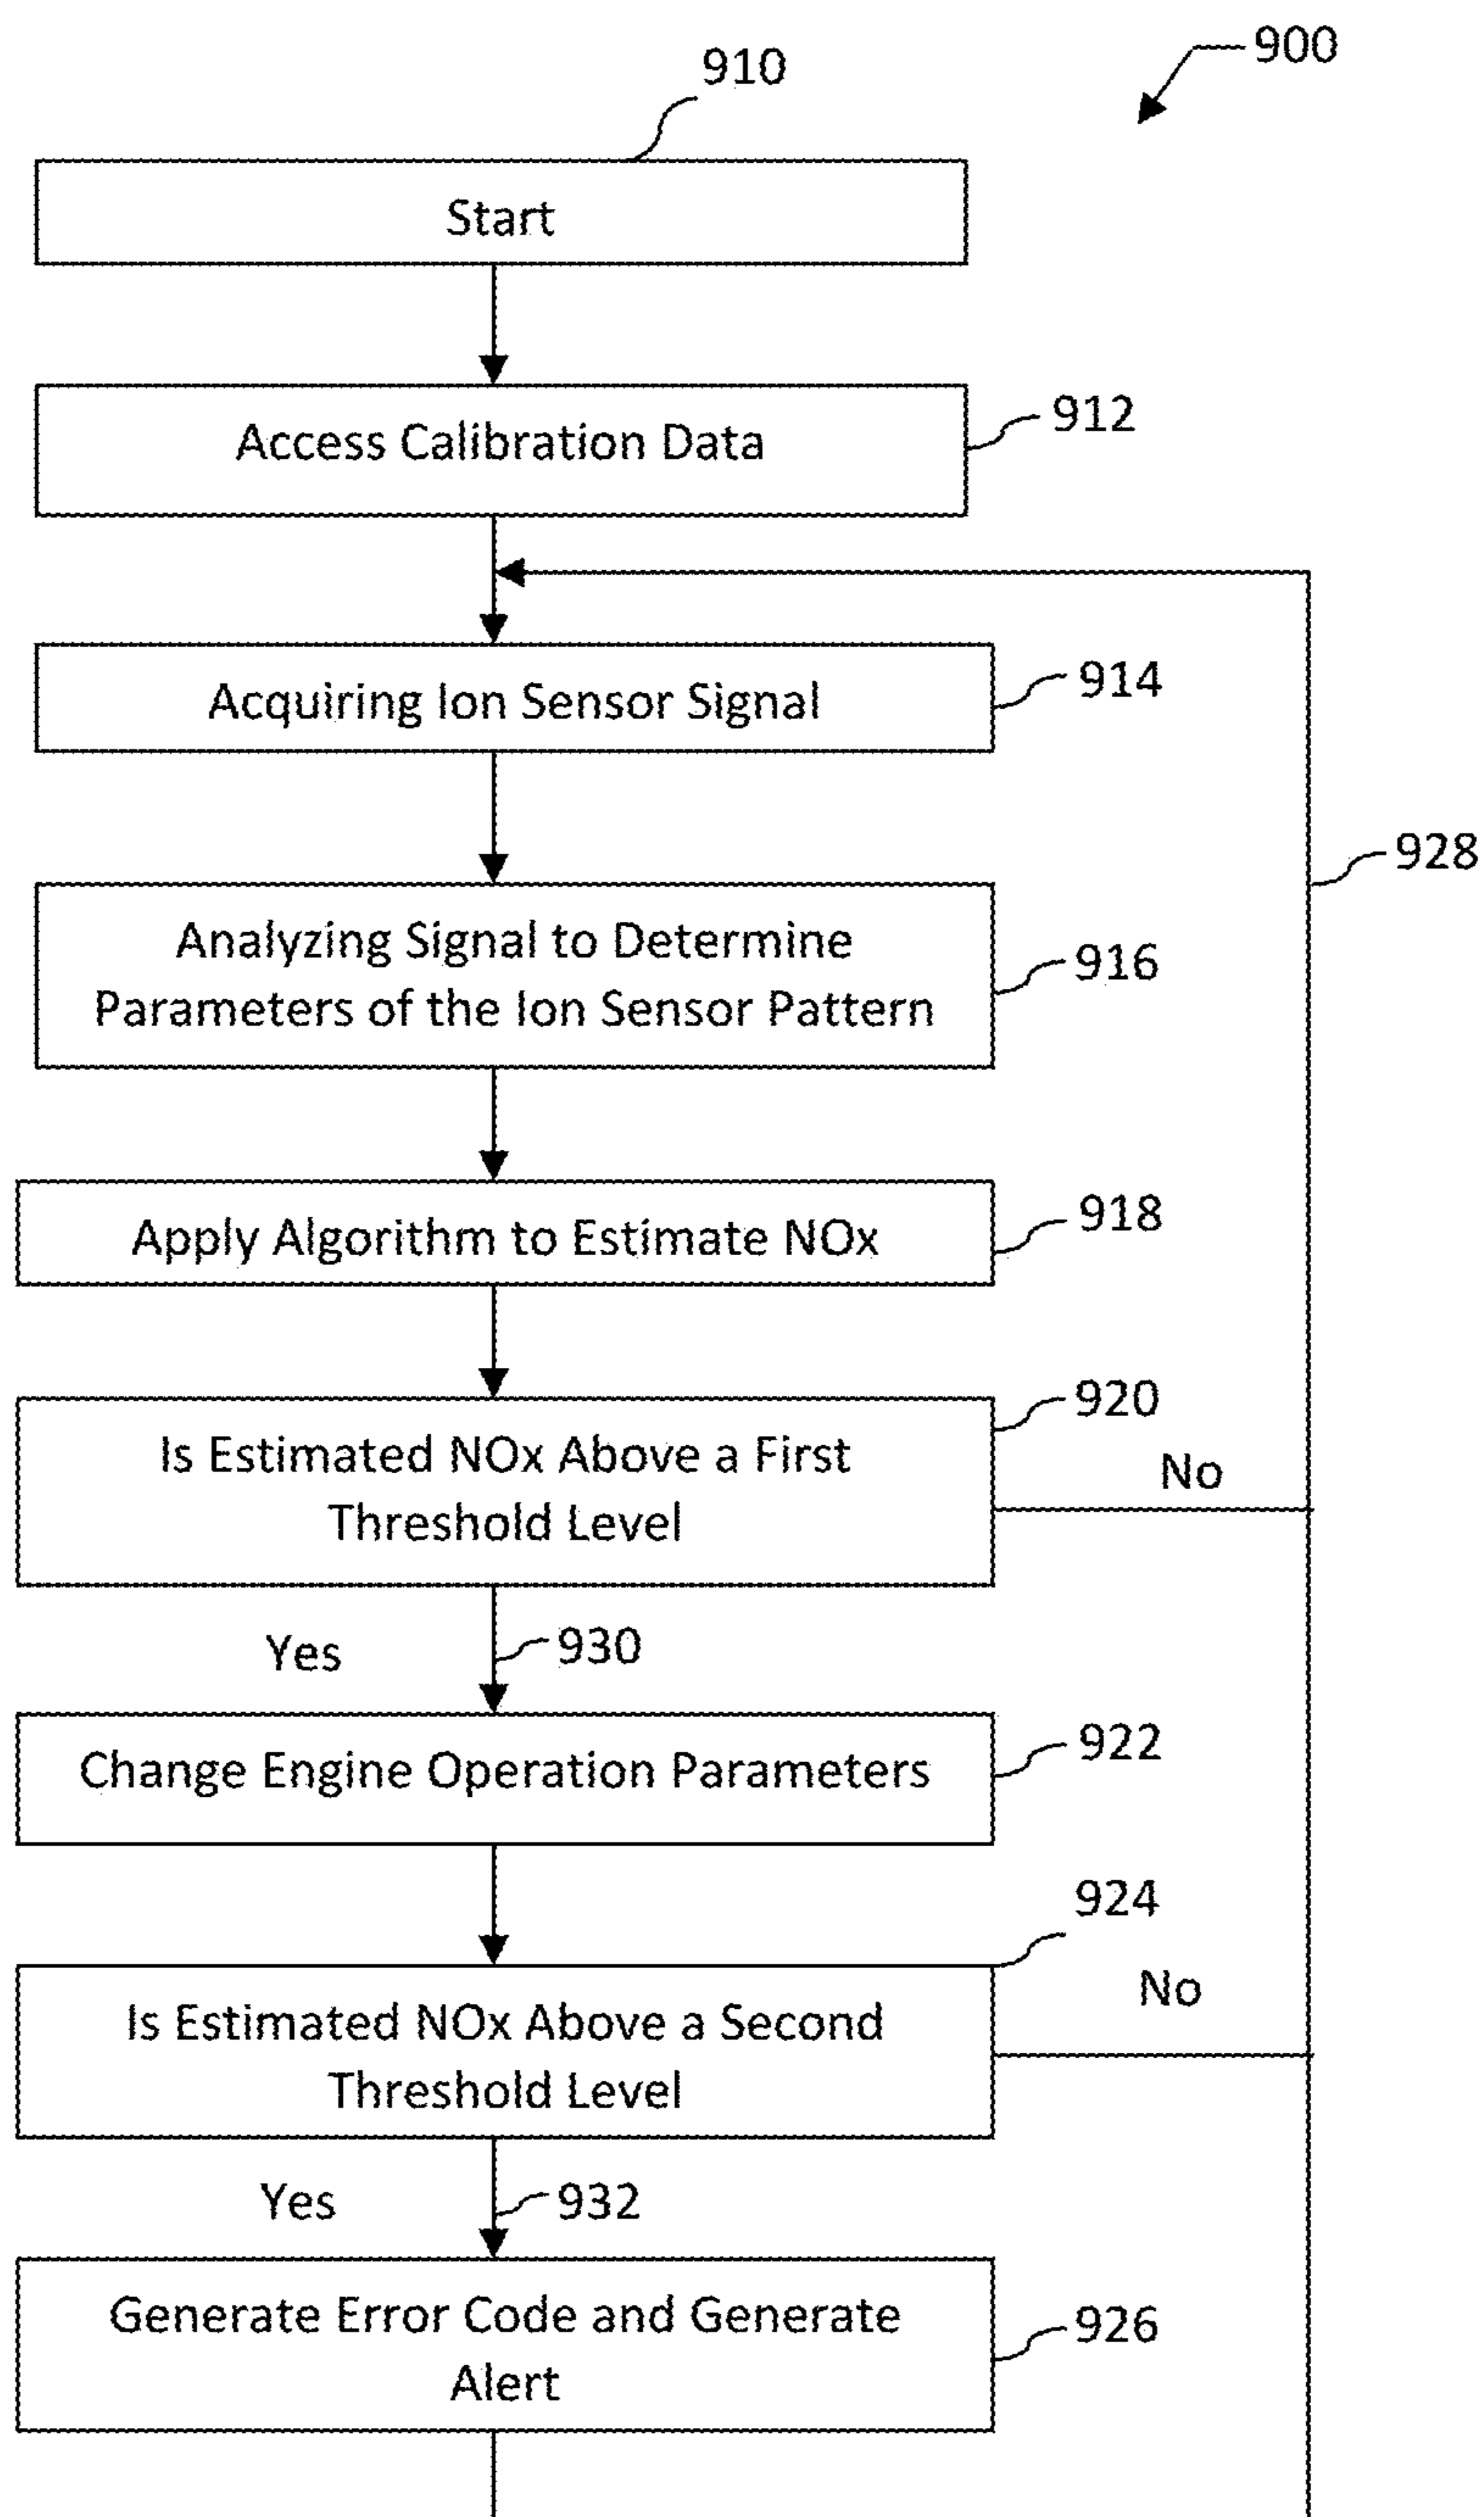 900
910
Start
Access Calibration Data
912
Acquiring Ion Sensor Signal
914
928
Analyzing Signal to Determine
Parameters of the Ion Sensor Pattern
916
Apply Algorithm to Estimate NOx
918
Is Estimated NOx Above a First
Threshold Level
920
No
Yes
930
Change Engine Operation Parameters
922
924
Is Estimated NOx Above a Second
Threshold Level
No
Yes
932
Generate Error Code and Generate
Alert
926